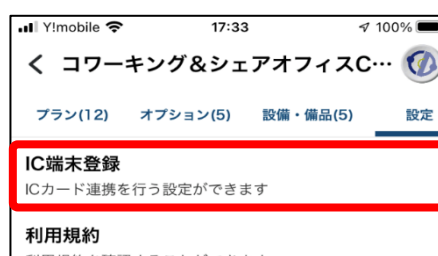 Y!mobile 17:33 100%
コワーキング&シェアオフィスC…
プラン(12) オプション(5) 設備・備品(5) 設定
IC端末登録
ICカード連携を行う設定ができます
利用規約